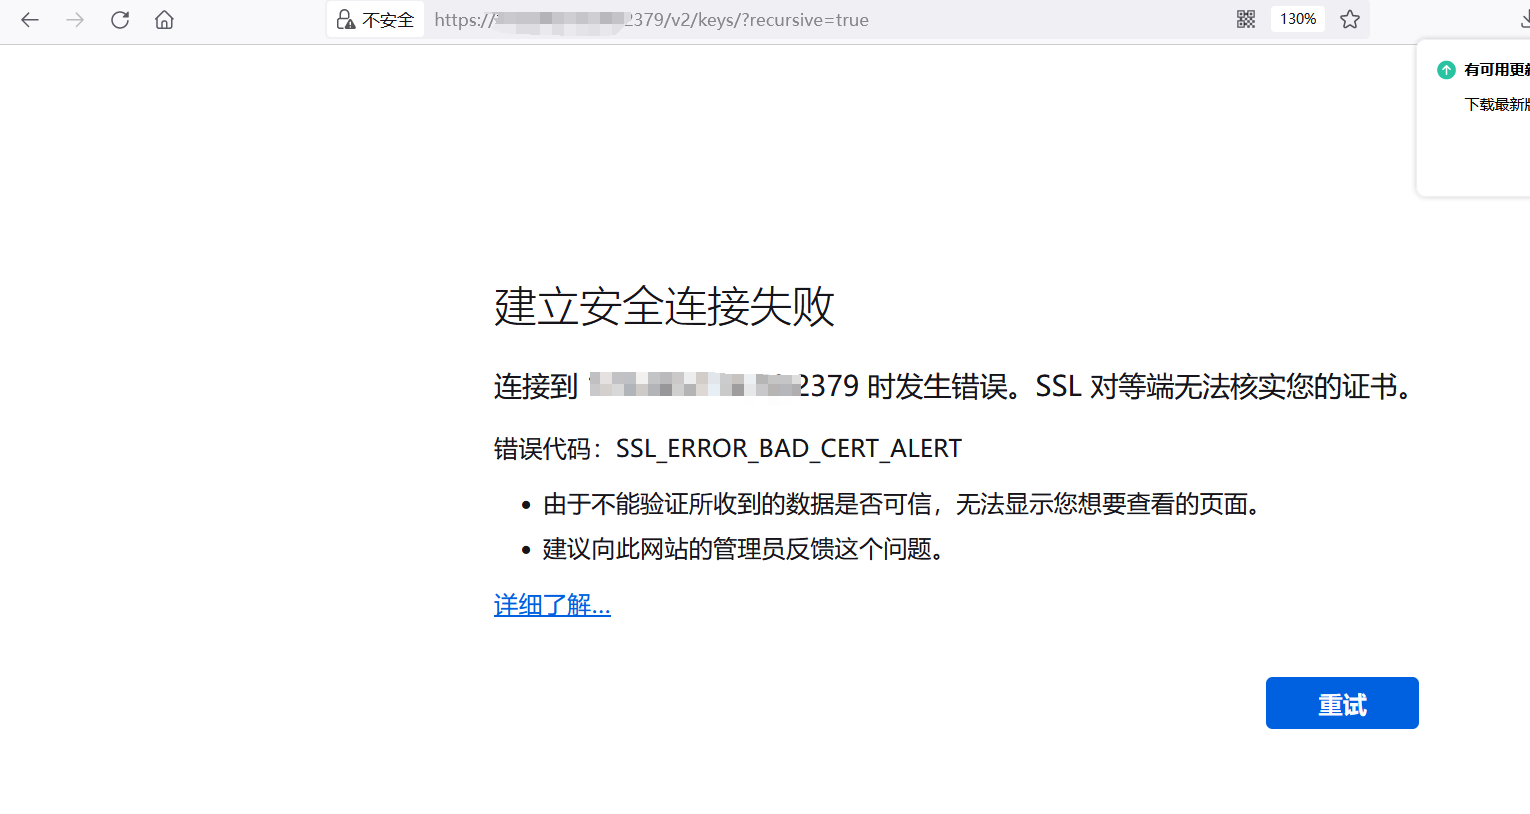 不安全 https:// 2379/v2/keys/?recursive=true 130%
有可用更新
下载最新版
建立安全连接失败
连接到 2379 时发生错误。SSL 对等端无法核实您的证书。
错误代码：SSL_ERROR_BAD_CERT_ALERT
• 由于不能验证所收到的数据是否可信，无法显示您想要查看的页面。
• 建议向此网站的管理员反馈这个问题。
详细了解...
重试